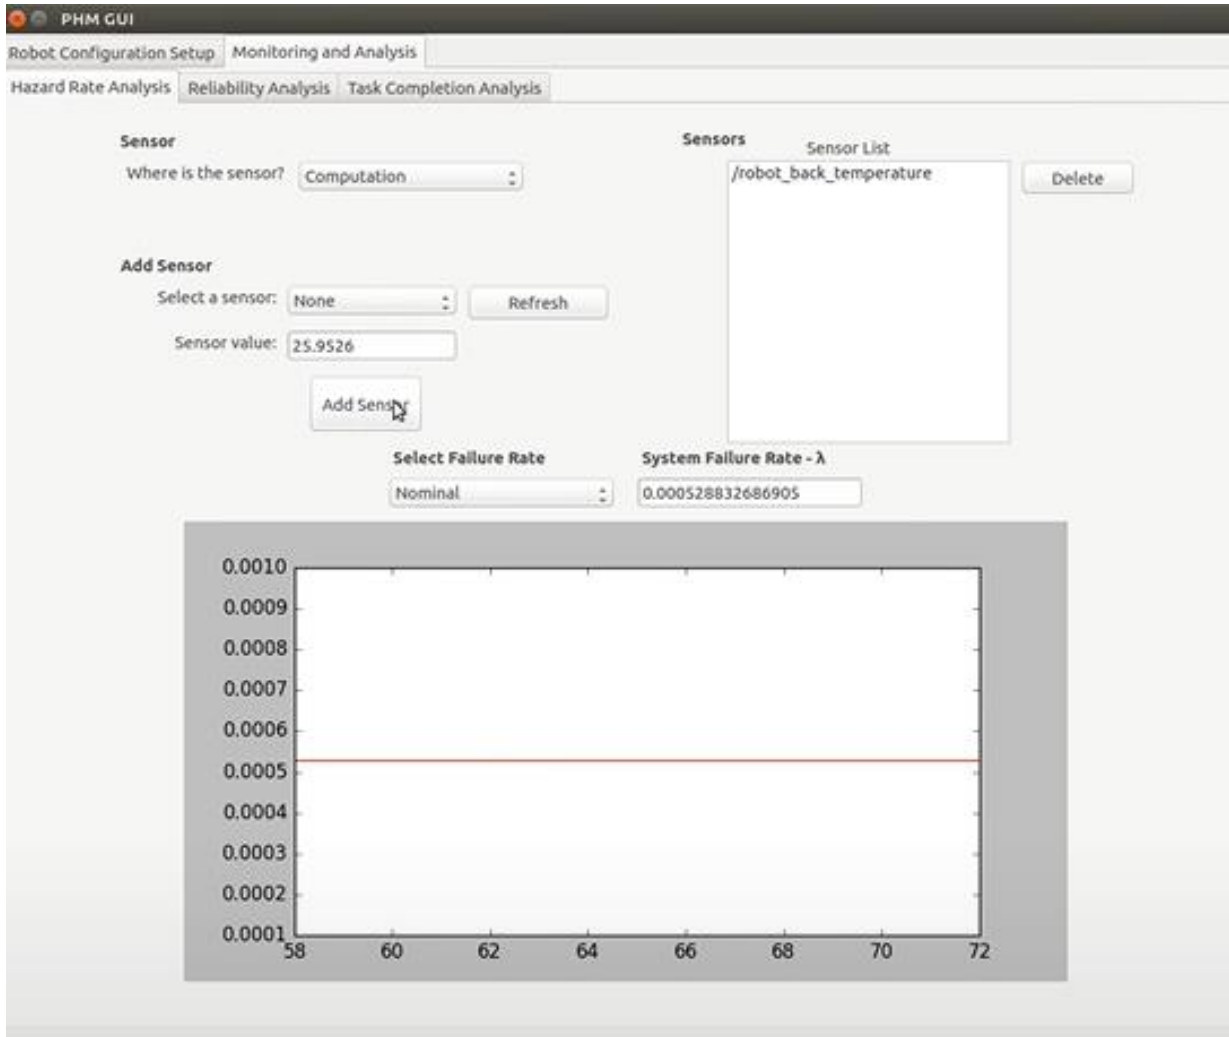 PHM GUI
Robot Configuration Setup Monitoring and Analysis
Hazard Rate Analysis Reliability Analysis Task Completion Analysis
Sensor
Where is the sensor? Computation
Sensors
Sensor List
/robot_back_temperature
Delete
Add Sensor
Select a sensor: None Refresh
Sensor value: 25.9526
Add Sensor
Select Failure Rate
Nominal
System Failure Rate - λ
0.000528832686905
0.0010
0.0009
0.0008
0.0007
0.0006
0.0005
0.0004
0.0003
0.0002
0.0001
58 60 62 64 66 68 70 72